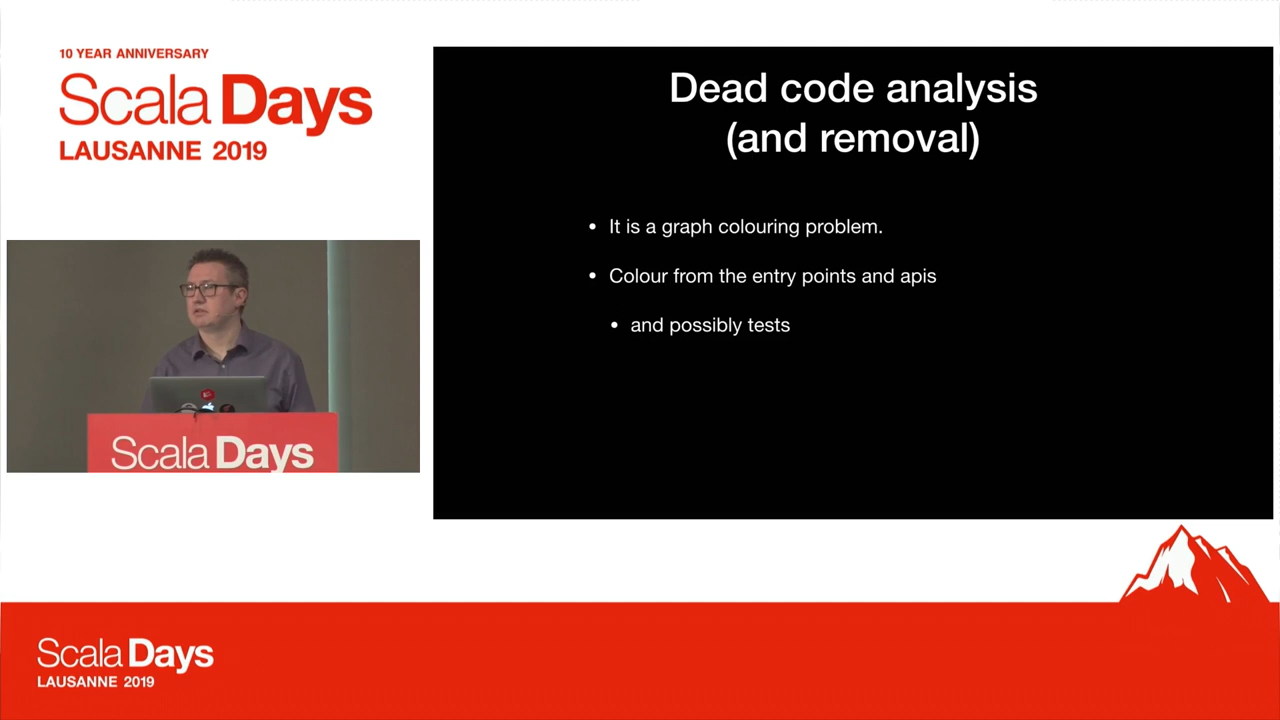 10 YEAR ANNIVERSARY
Scala Days
LAUSANNE 2019
Dead code analysis
(and removal)
• It is a graph colouring problem.
• Colour from the entry points and apis
• and possibly tests
Scala Days
Scala Days
LAUSANNE 2019